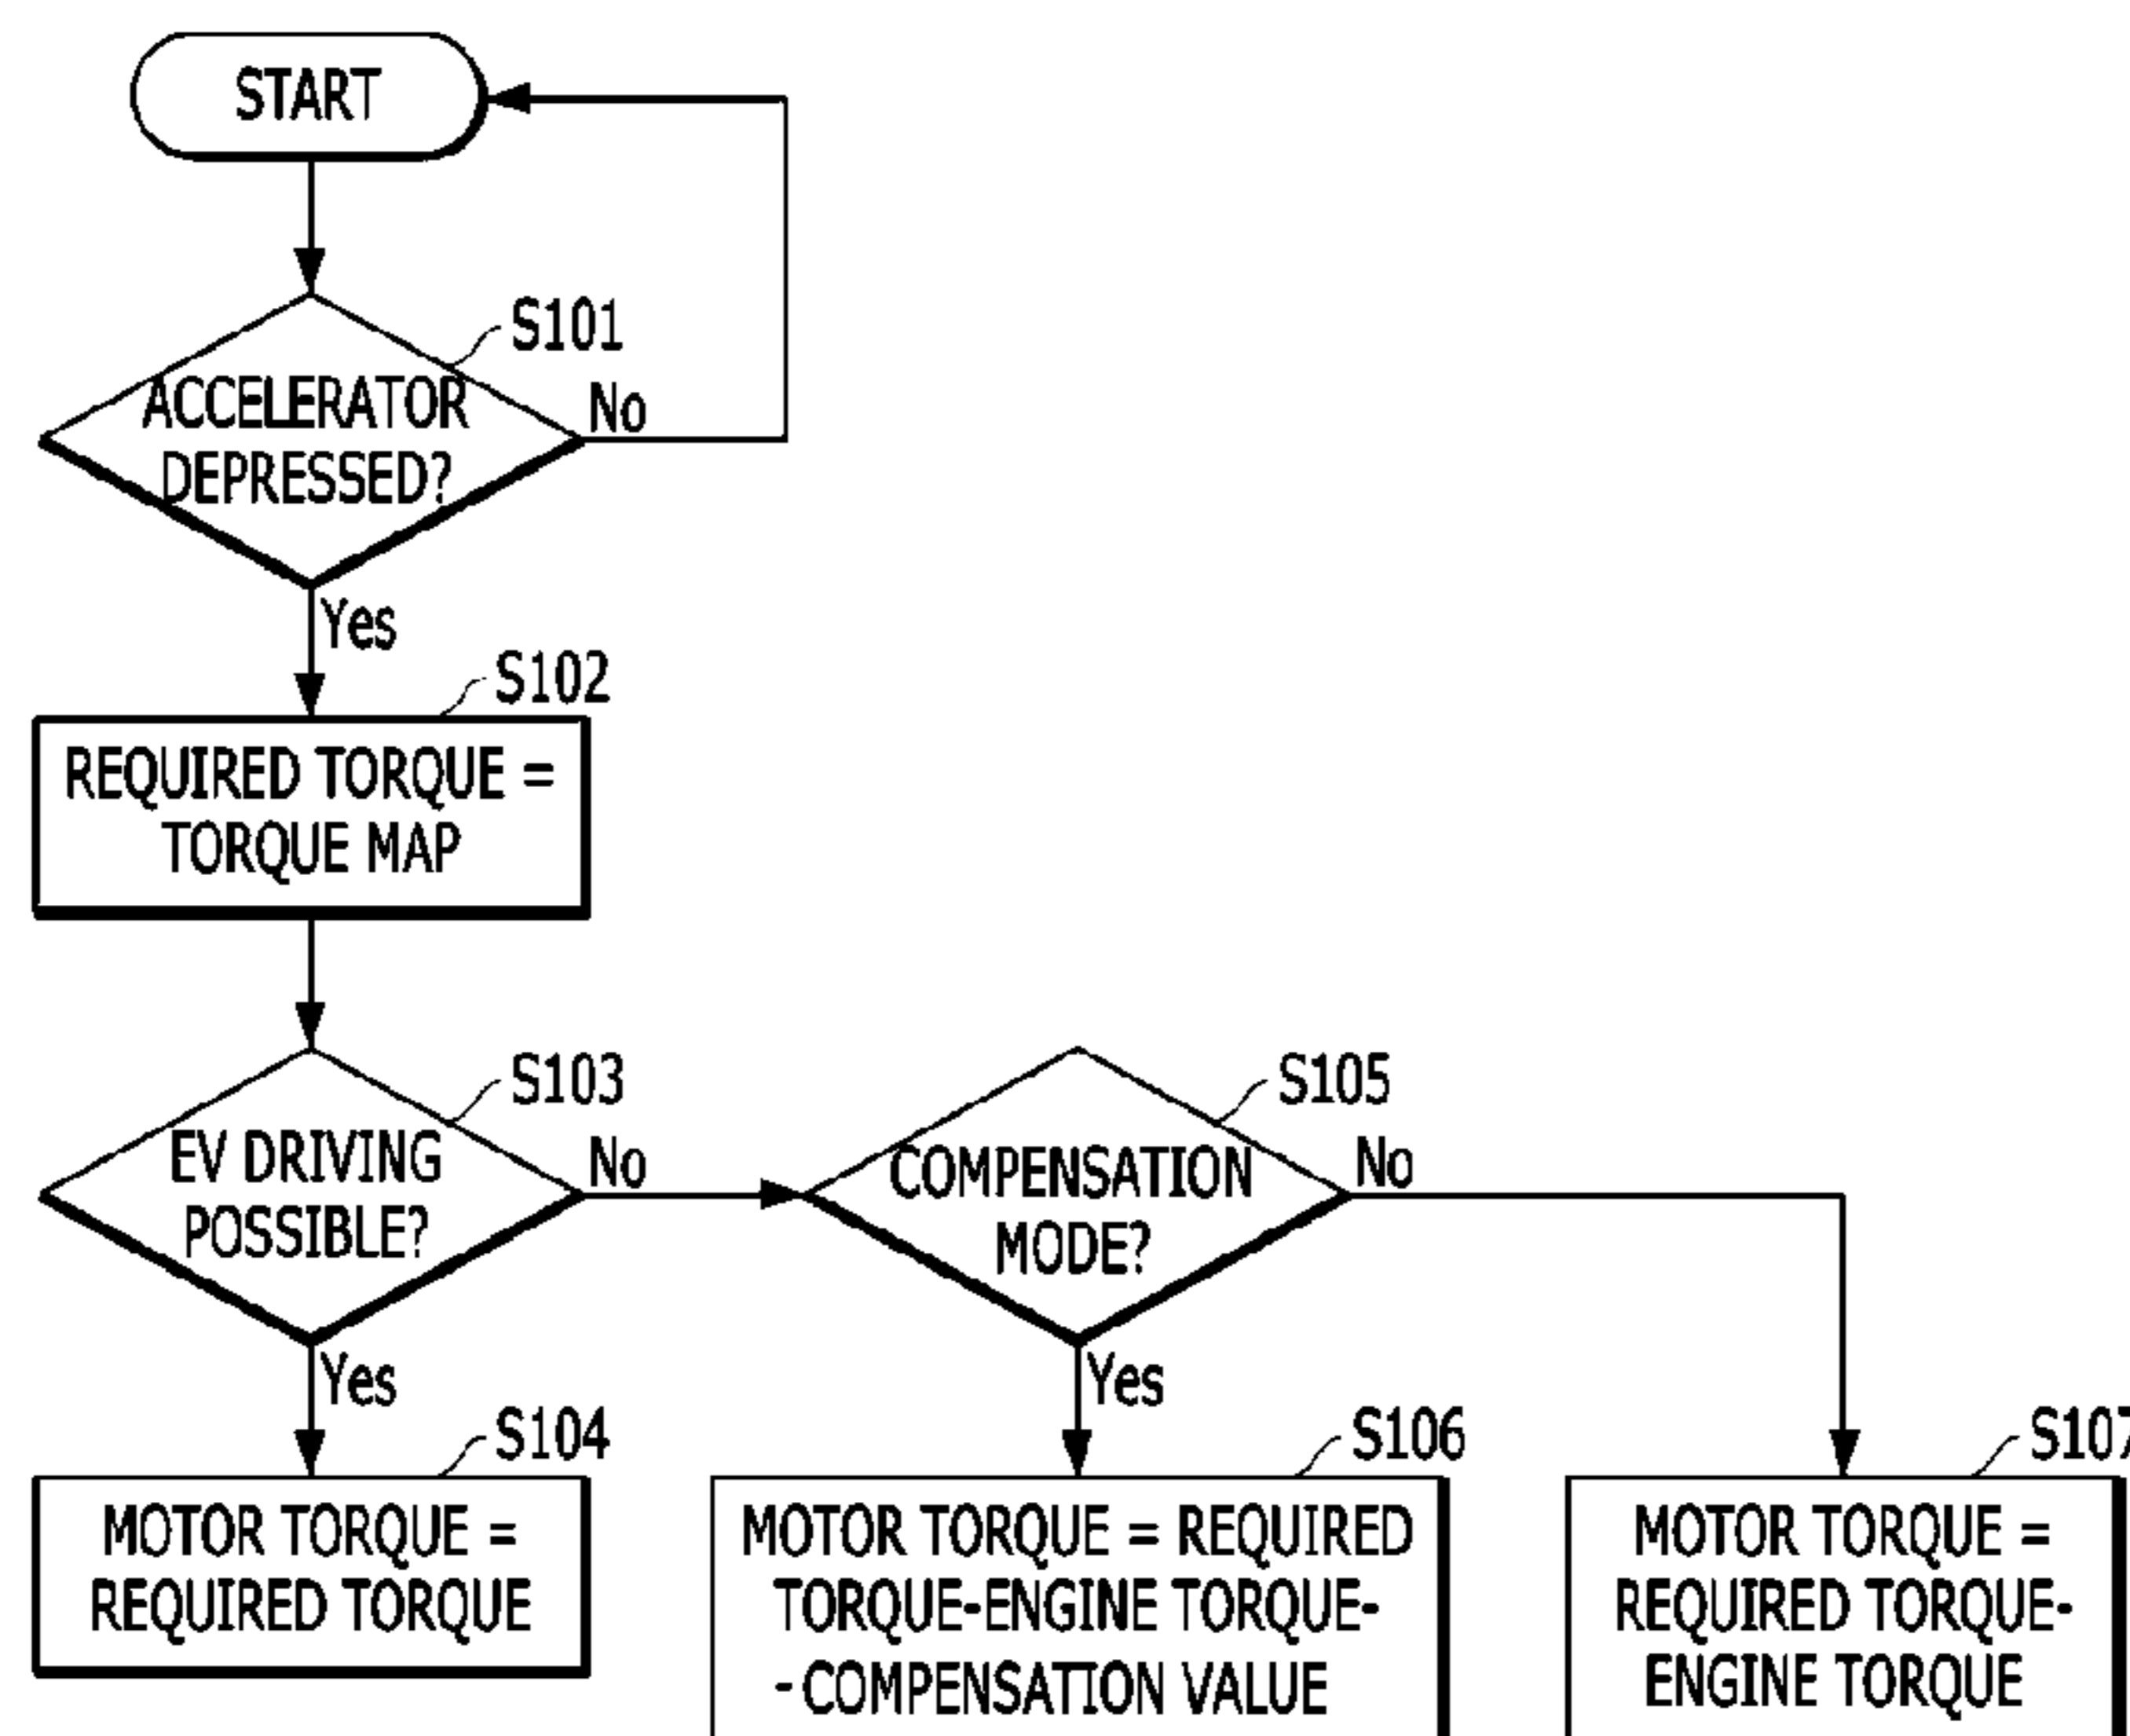 START
S101
ACCELERATOR
DEPRESSED?
No
Yes
S102
REQUIRED TORQUE =
TORQUE MAP
S103
EV DRIVING
POSSIBLE?
No
Yes
S105
COMPENSATION
MODE?
No
Yes
S104
MOTOR TORQUE =
REQUIRED TORQUE
S106
MOTOR TORQUE = REQUIRED
TORQUE-ENGINE TORQUE-
-COMPENSATION VALUE
S107
MOTOR TORQUE =
REQUIRED TORQUE-
ENGINE TORQUE